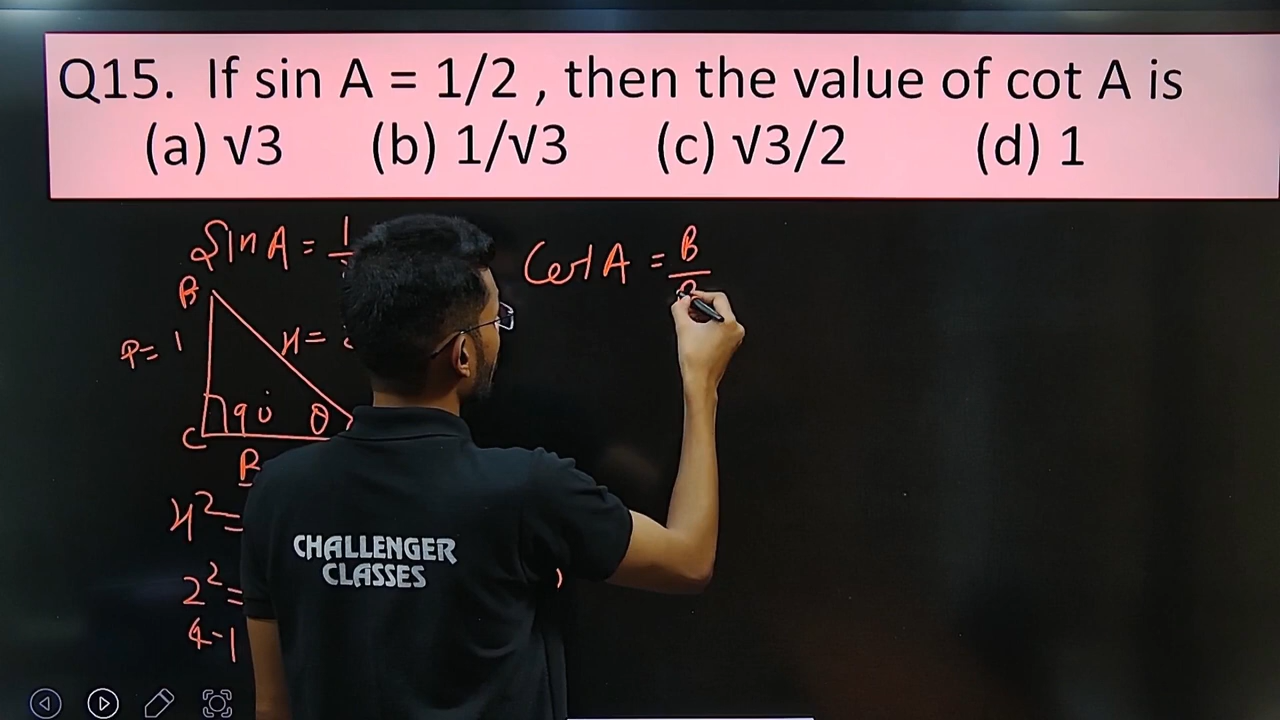 Q15. If sin A = 1/2 , then the value of cot A is
(a) √3 (b) 1/√3 (c) √3/2 (d) 1
Sin A = 1
Cot A = B
B
P = 1
H =
90°
θ
C
B
H² =
2² =
4-1
CHALLENGER
CLASSES